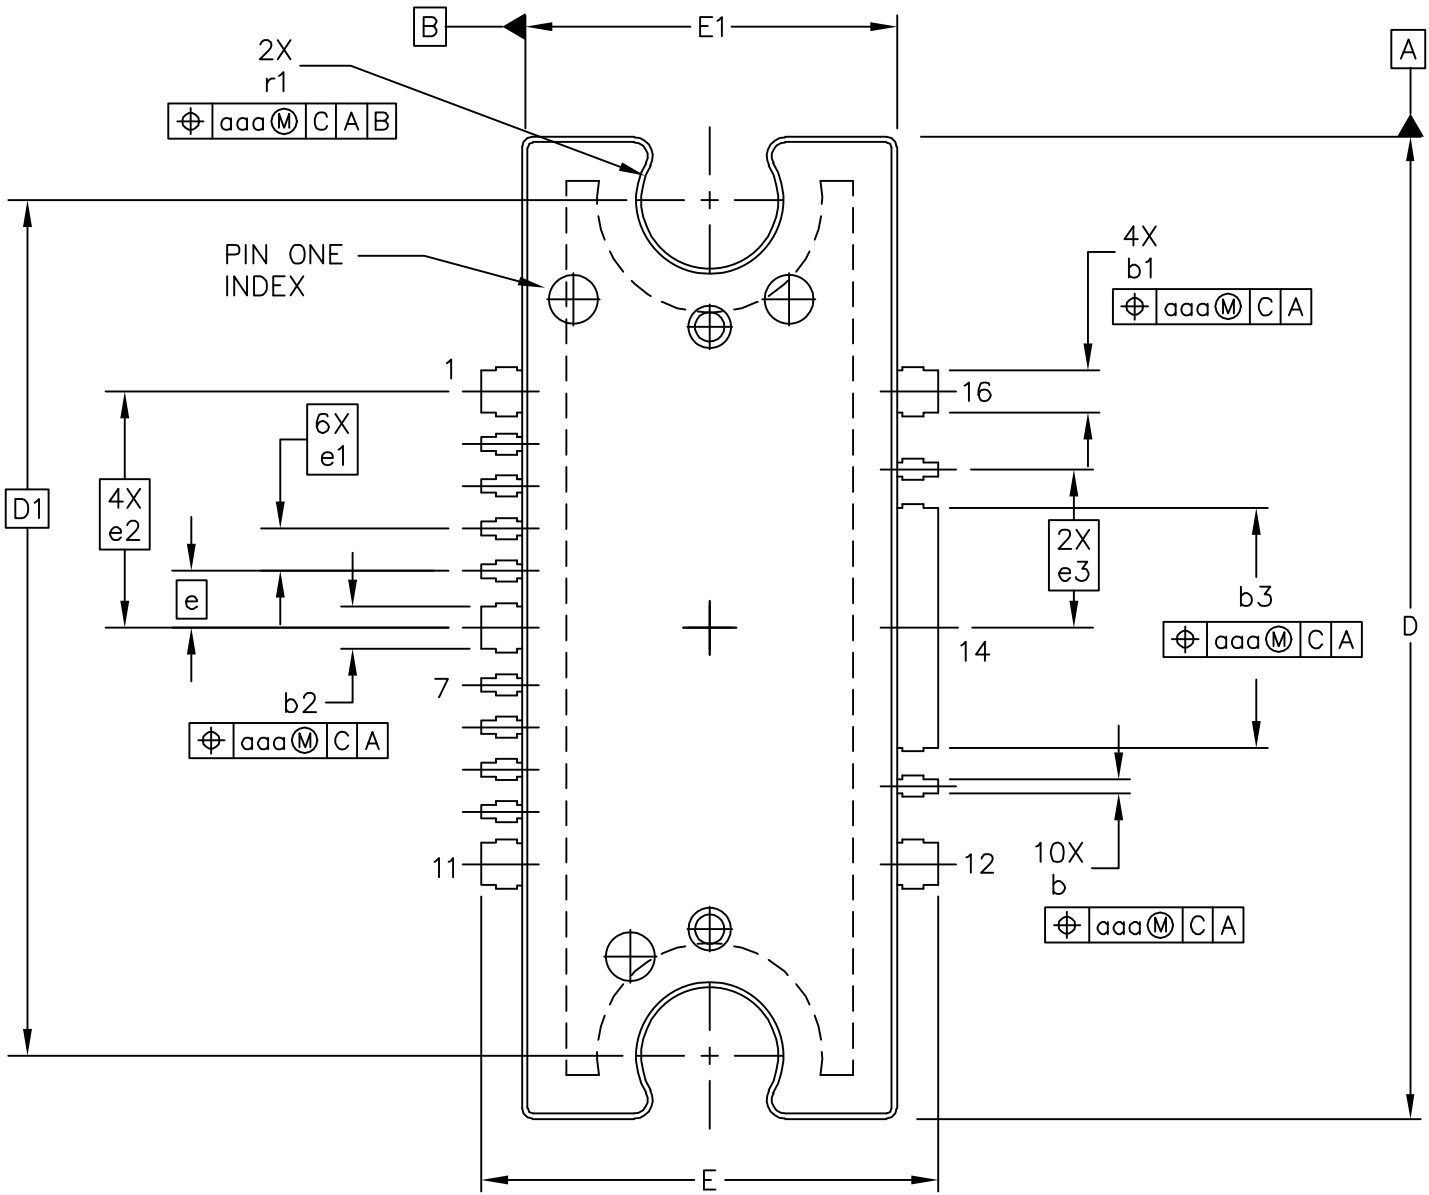 B
E1
A
2X
r1
⌖ aaa Ⓜ C A B
PIN ONE
INDEX
4X
b1
⌖ aaa Ⓜ C A
1
16
6X
e1
D1
4X
e2
2X
e3
e
b3
⌖ aaa Ⓜ C A
D
14
7
b2
⌖ aaa Ⓜ C A
11
12
10X
b
⌖ aaa Ⓜ C A
E